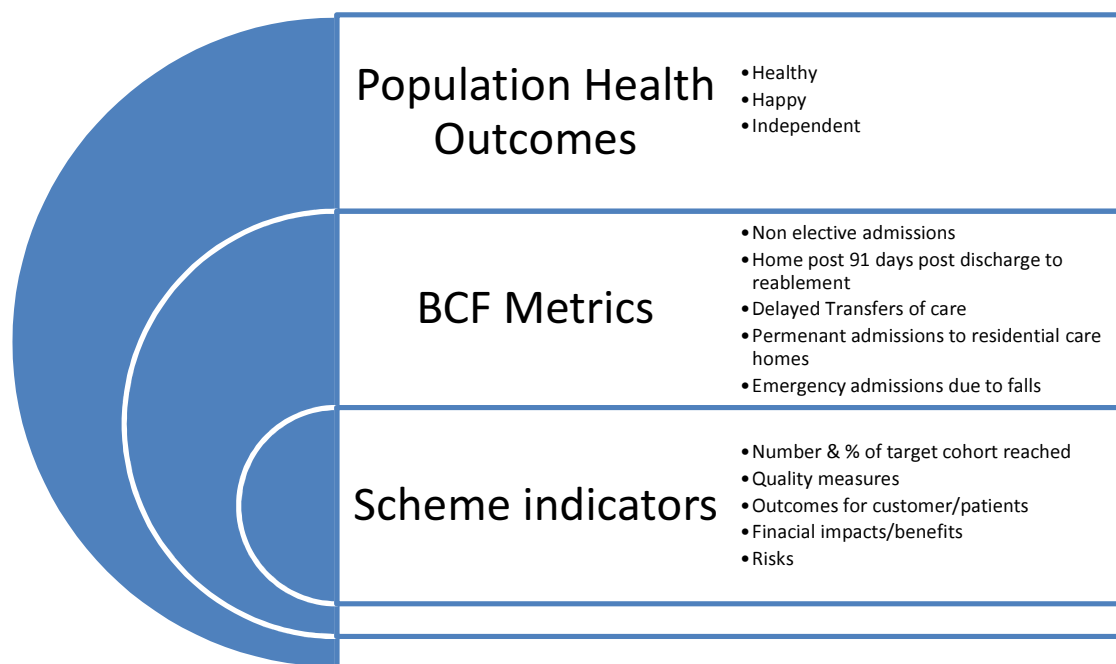 Population Health
Outcomes
•Healthy
•Happy
•Independent
BCF Metrics
•Non elective admissions
•Home post 91 days post discharge to
reablement
•Delayed Transfers of care
•Permenant admissions to residential care
homes
•Emergency admissions due to falls
Scheme indicators
•Number & % of target cohort reached
•Quality measures
•Outcomes for customer/patients
•Finacial impacts/benefits
•Risks